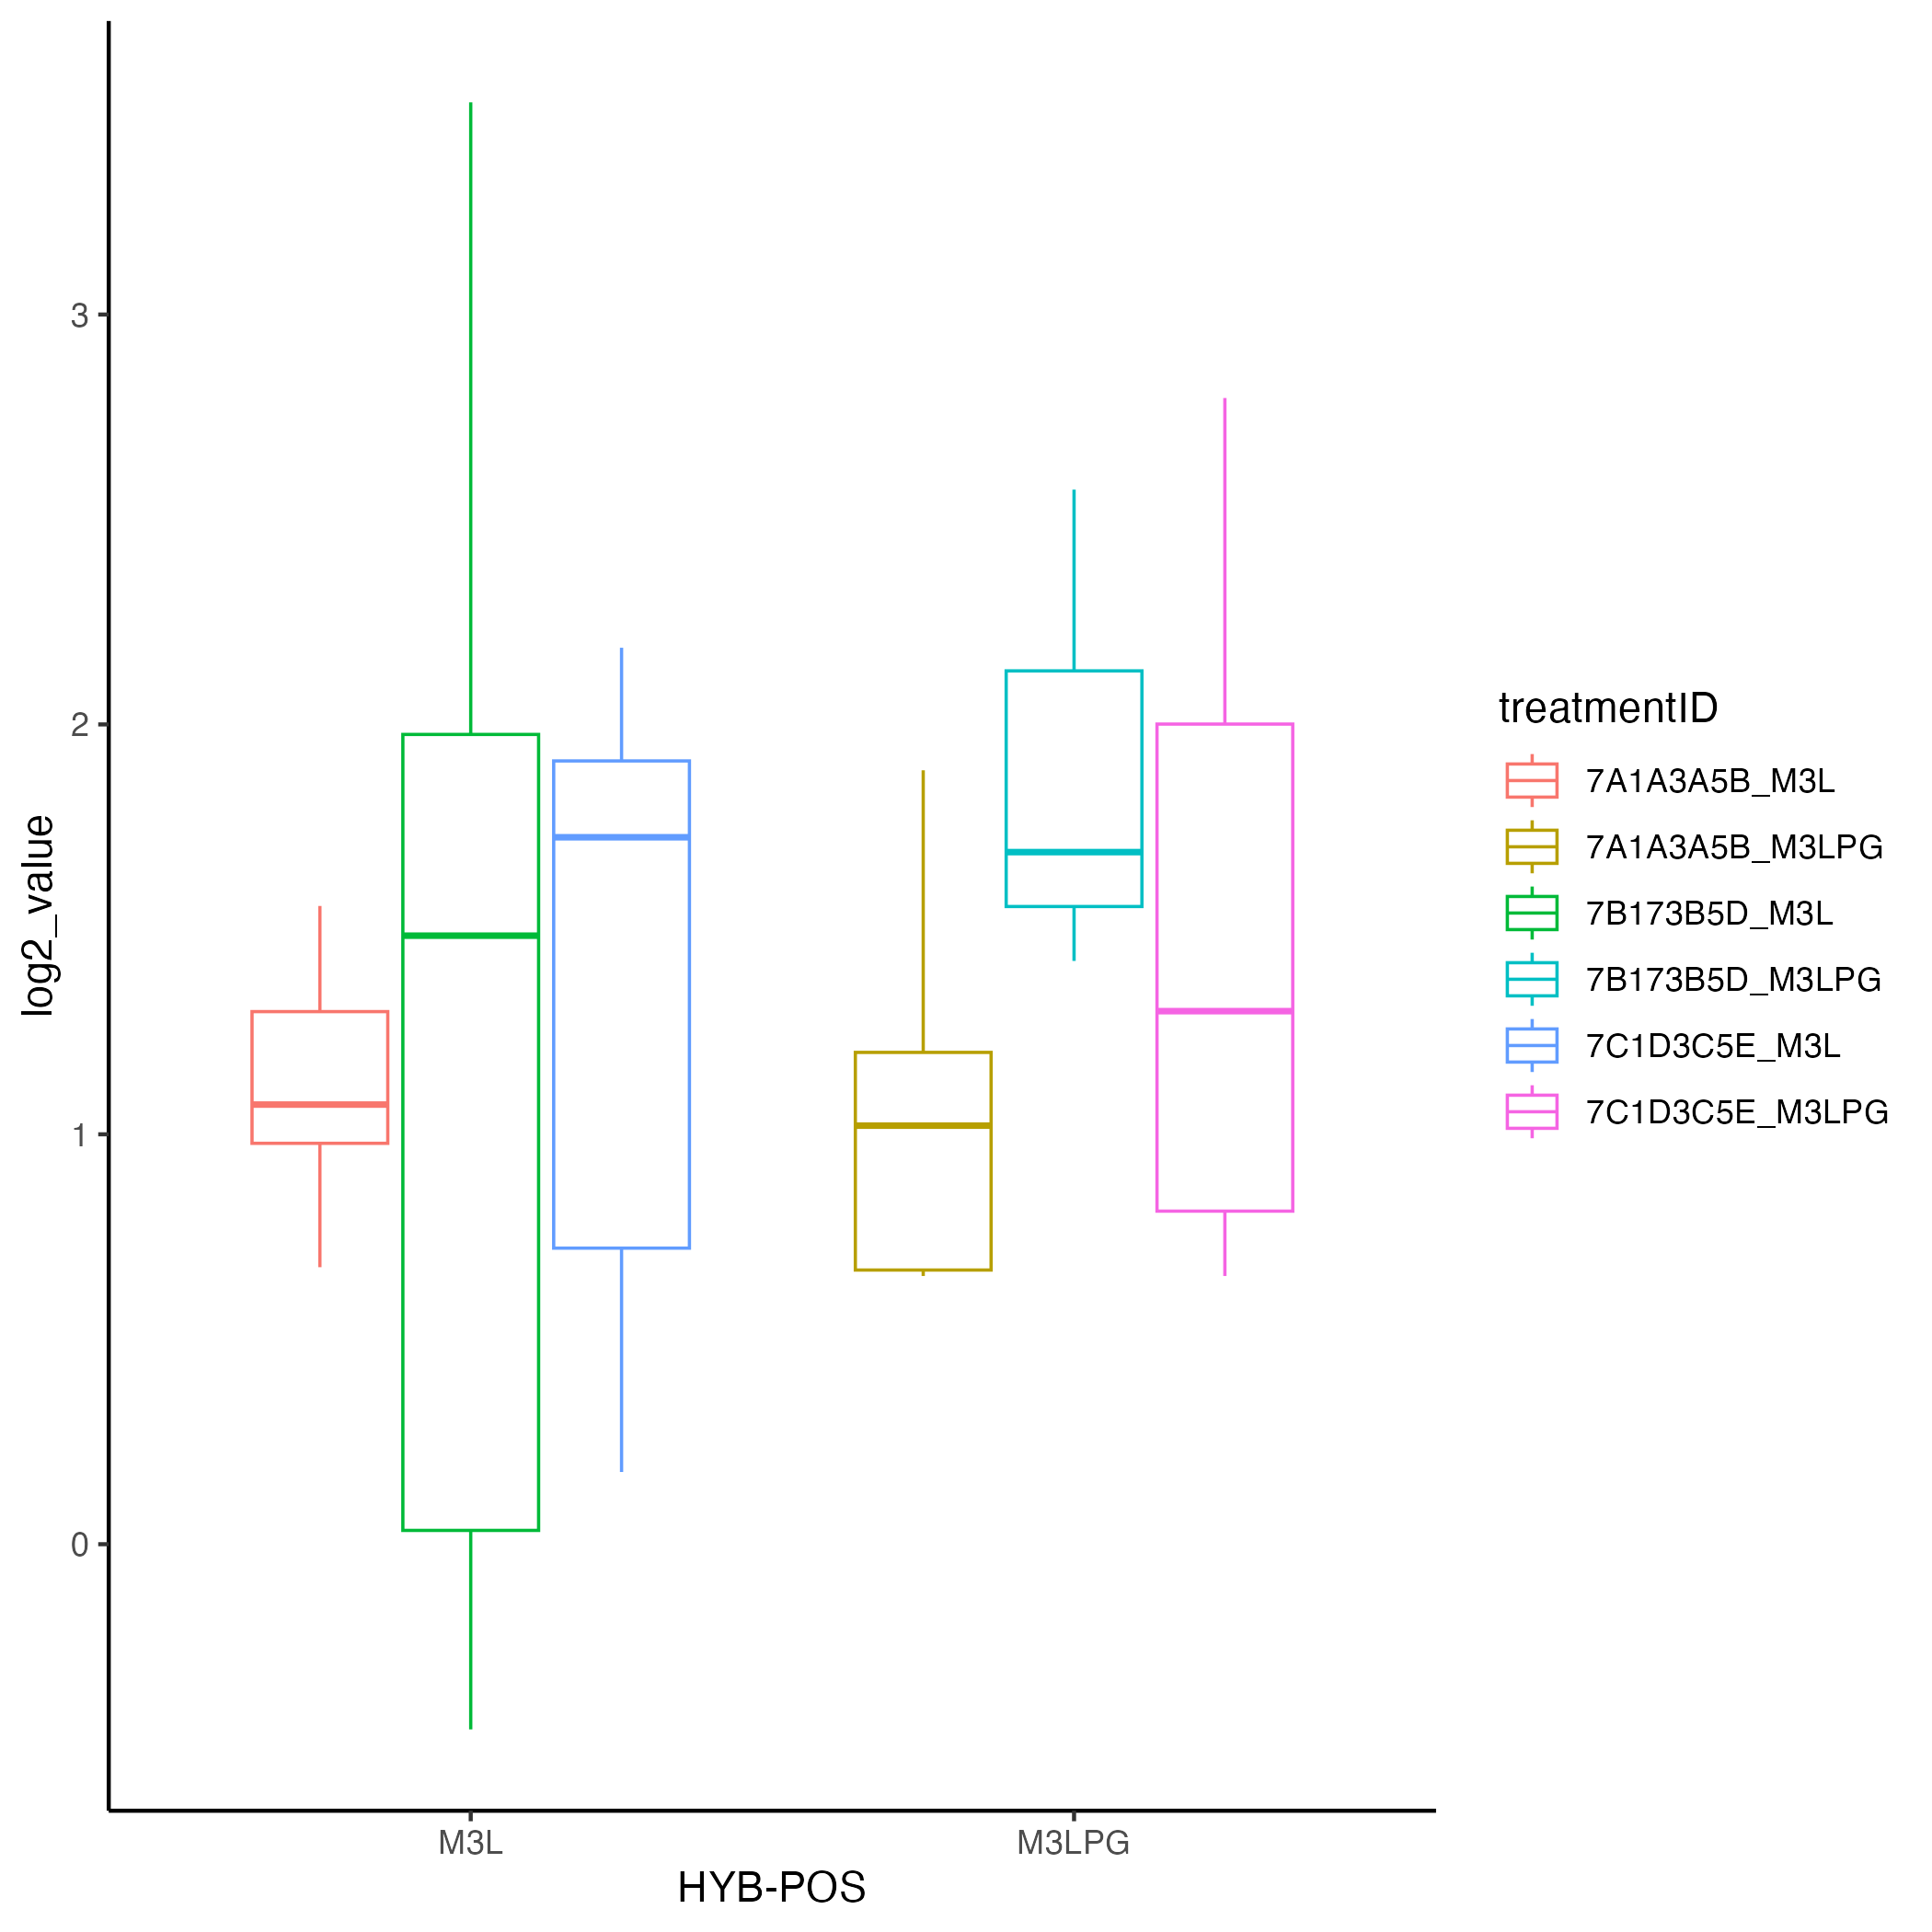 log2_value
3
2
1
0
M3L
M3LPG
HYB-POS
treatmentID
7A1A3A5B_M3L
7A1A3A5B_M3LPG
7B173B5D_M3L
7B173B5D_M3LPG
7C1D3C5E_M3L
7C1D3C5E_M3LPG